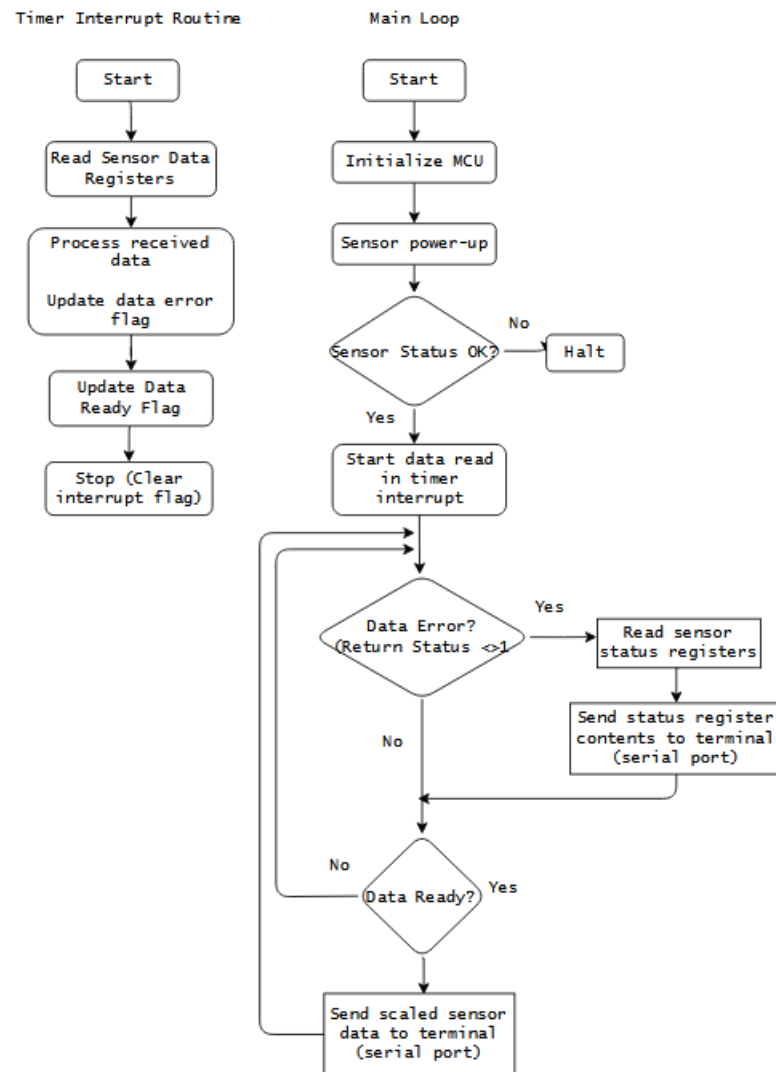 Timer Interrupt Routine
Start
Read Sensor Data
Registers
Process received
data
Update data error
flag
Update Data
Ready Flag
Stop (Clear
interrupt flag)
Main Loop
Start
Initialize MCU
Sensor power-up
Sensor Status OK?
No
Halt
Yes
Start data read
in timer
interrupt
Data Error?
(Return Status <>1
Yes
Read sensor
status registers
Send status register
contents to terminal
(serial port)
No
Data Ready?
No
Yes
Send scaled sensor
data to terminal
(serial port)